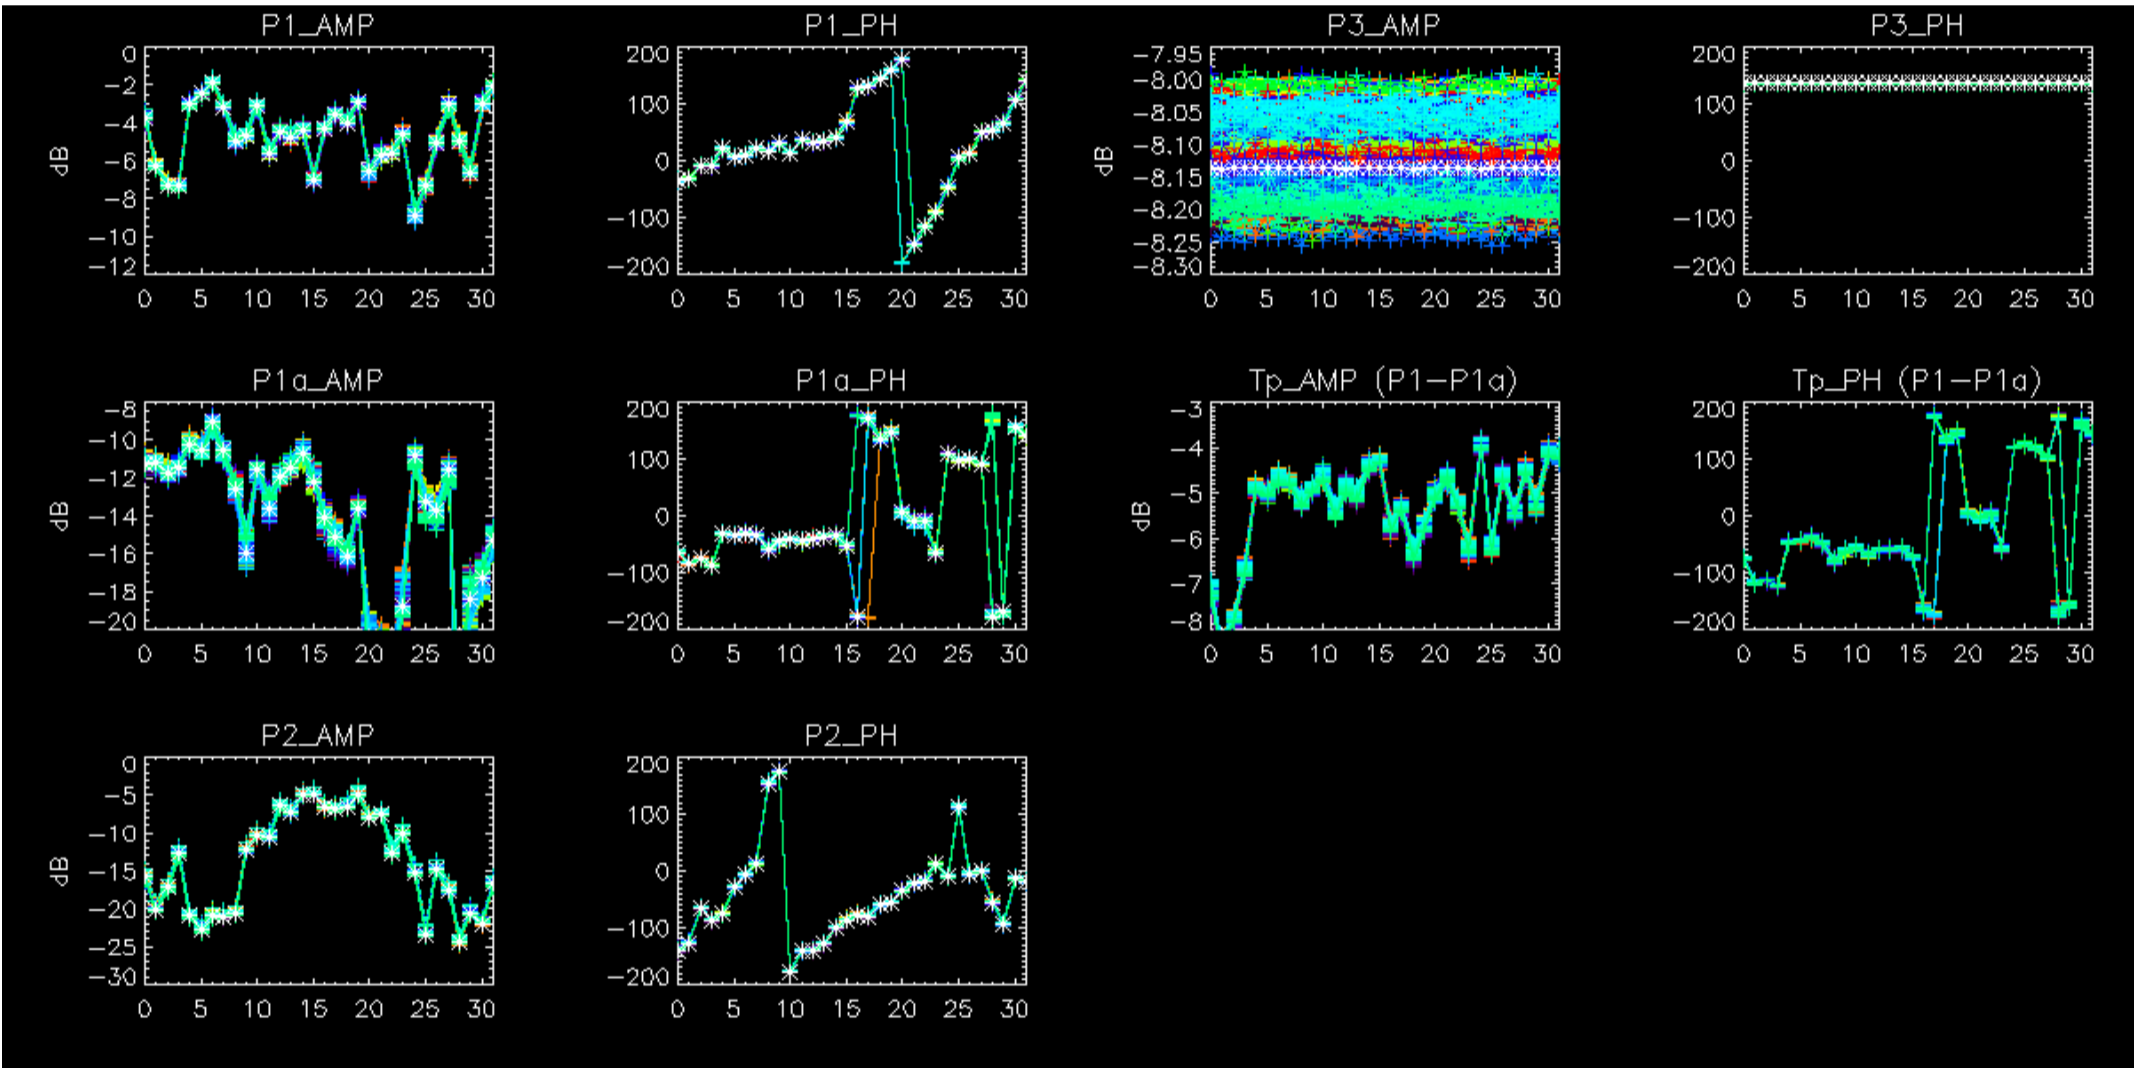 P1_AMP
0
-2
-4
-6
-8
-10
-12
dB
0 5 10 15 20 25 30
P1_PH
200
100
0
-100
-200
0 5 10 15 20 25 30
P3_AMP
-7.95
-8.00
-8.05
-8.10
-8.15
-8.20
-8.25
-8.30
dB
0 5 10 15 20 25 30
P3_PH
200
100
0
-100
-200
0 5 10 15 20 25 30
P1a_AMP
-8
-10
-12
-14
-16
-18
-20
dB
0 5 10 15 20 25 30
P1a_PH
200
100
0
-100
-200
0 5 10 15 20 25 30
Tp_AMP (P1-P1a)
-3
-4
-5
-6
-7
-8
dB
0 5 10 15 20 25 30
Tp_PH (P1-P1a)
200
100
0
-100
-200
0 5 10 15 20 25 30
P2_AMP
0
-5
-10
-15
-20
-25
-30
dB
0 5 10 15 20 25 30
P2_PH
200
100
0
-100
-200
0 5 10 15 20 25 30